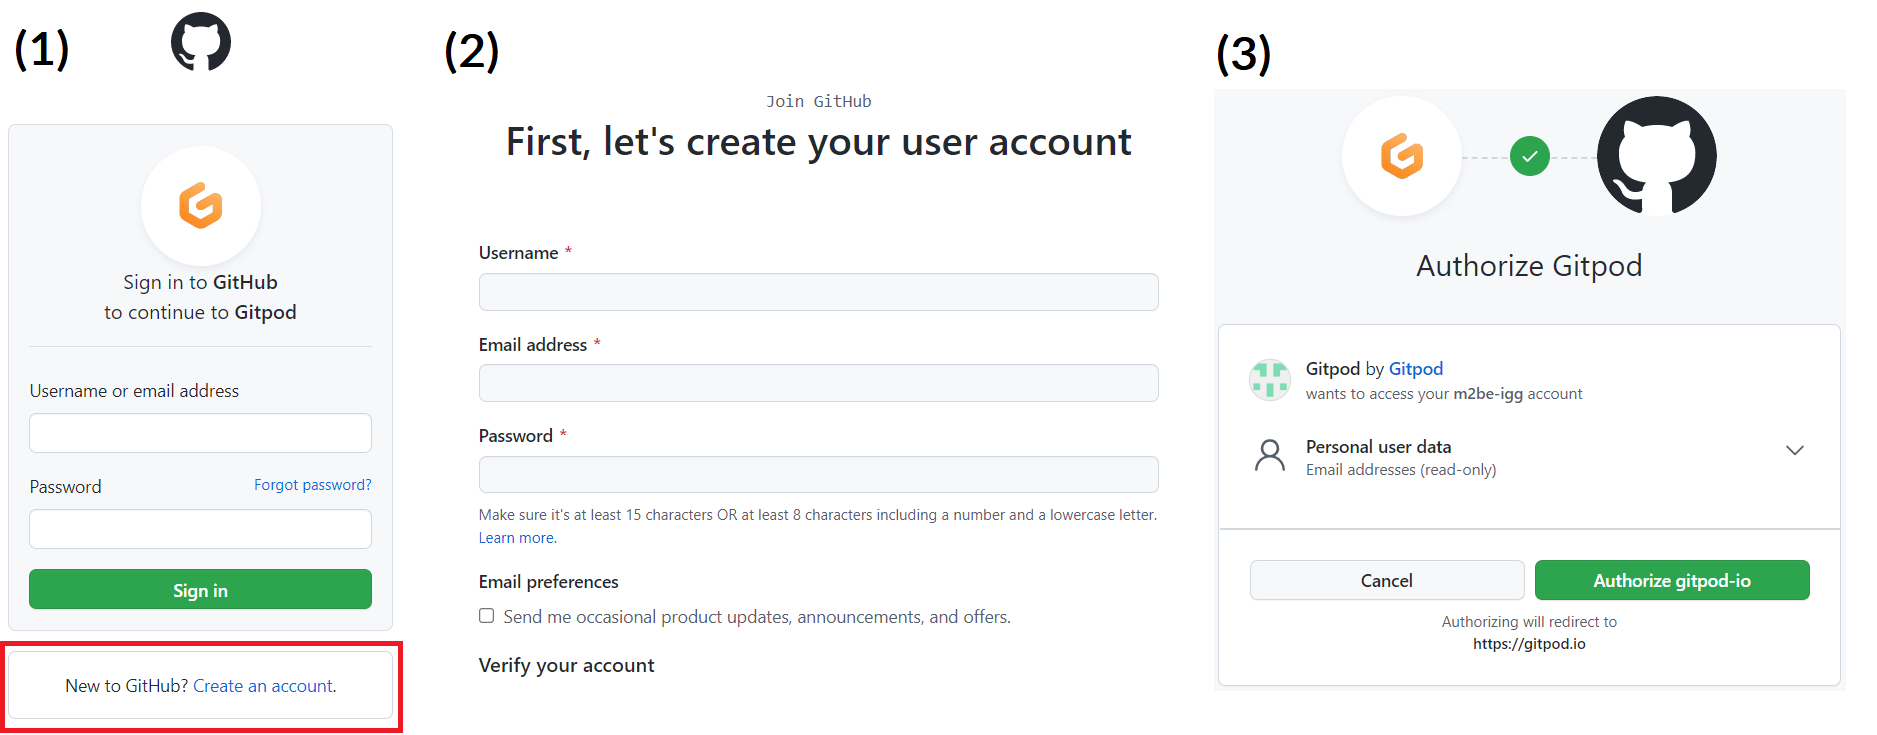 (1)
Sign in to GitHub
to continue to Gitpod
Username or email address
Password Forgot password?
Sign in
New to GitHub? Create an account.
(2)
Join GitHub
First, let's create your user account
Username *
Email address *
Password *
Make sure it's at least 15 characters OR at least 8 characters including a number and a lowercase letter.
Learn more.
Email preferences
Send me occasional product updates, announcements, and offers.
Verify your account
(3)
Authorize Gitpod
Gitpod by Gitpod
wants to access your m2be-igg account
Personal user data
Email addresses (read-only)
Cancel
Authorize gitpod-io
Authorizing will redirect to
https://gitpod.io